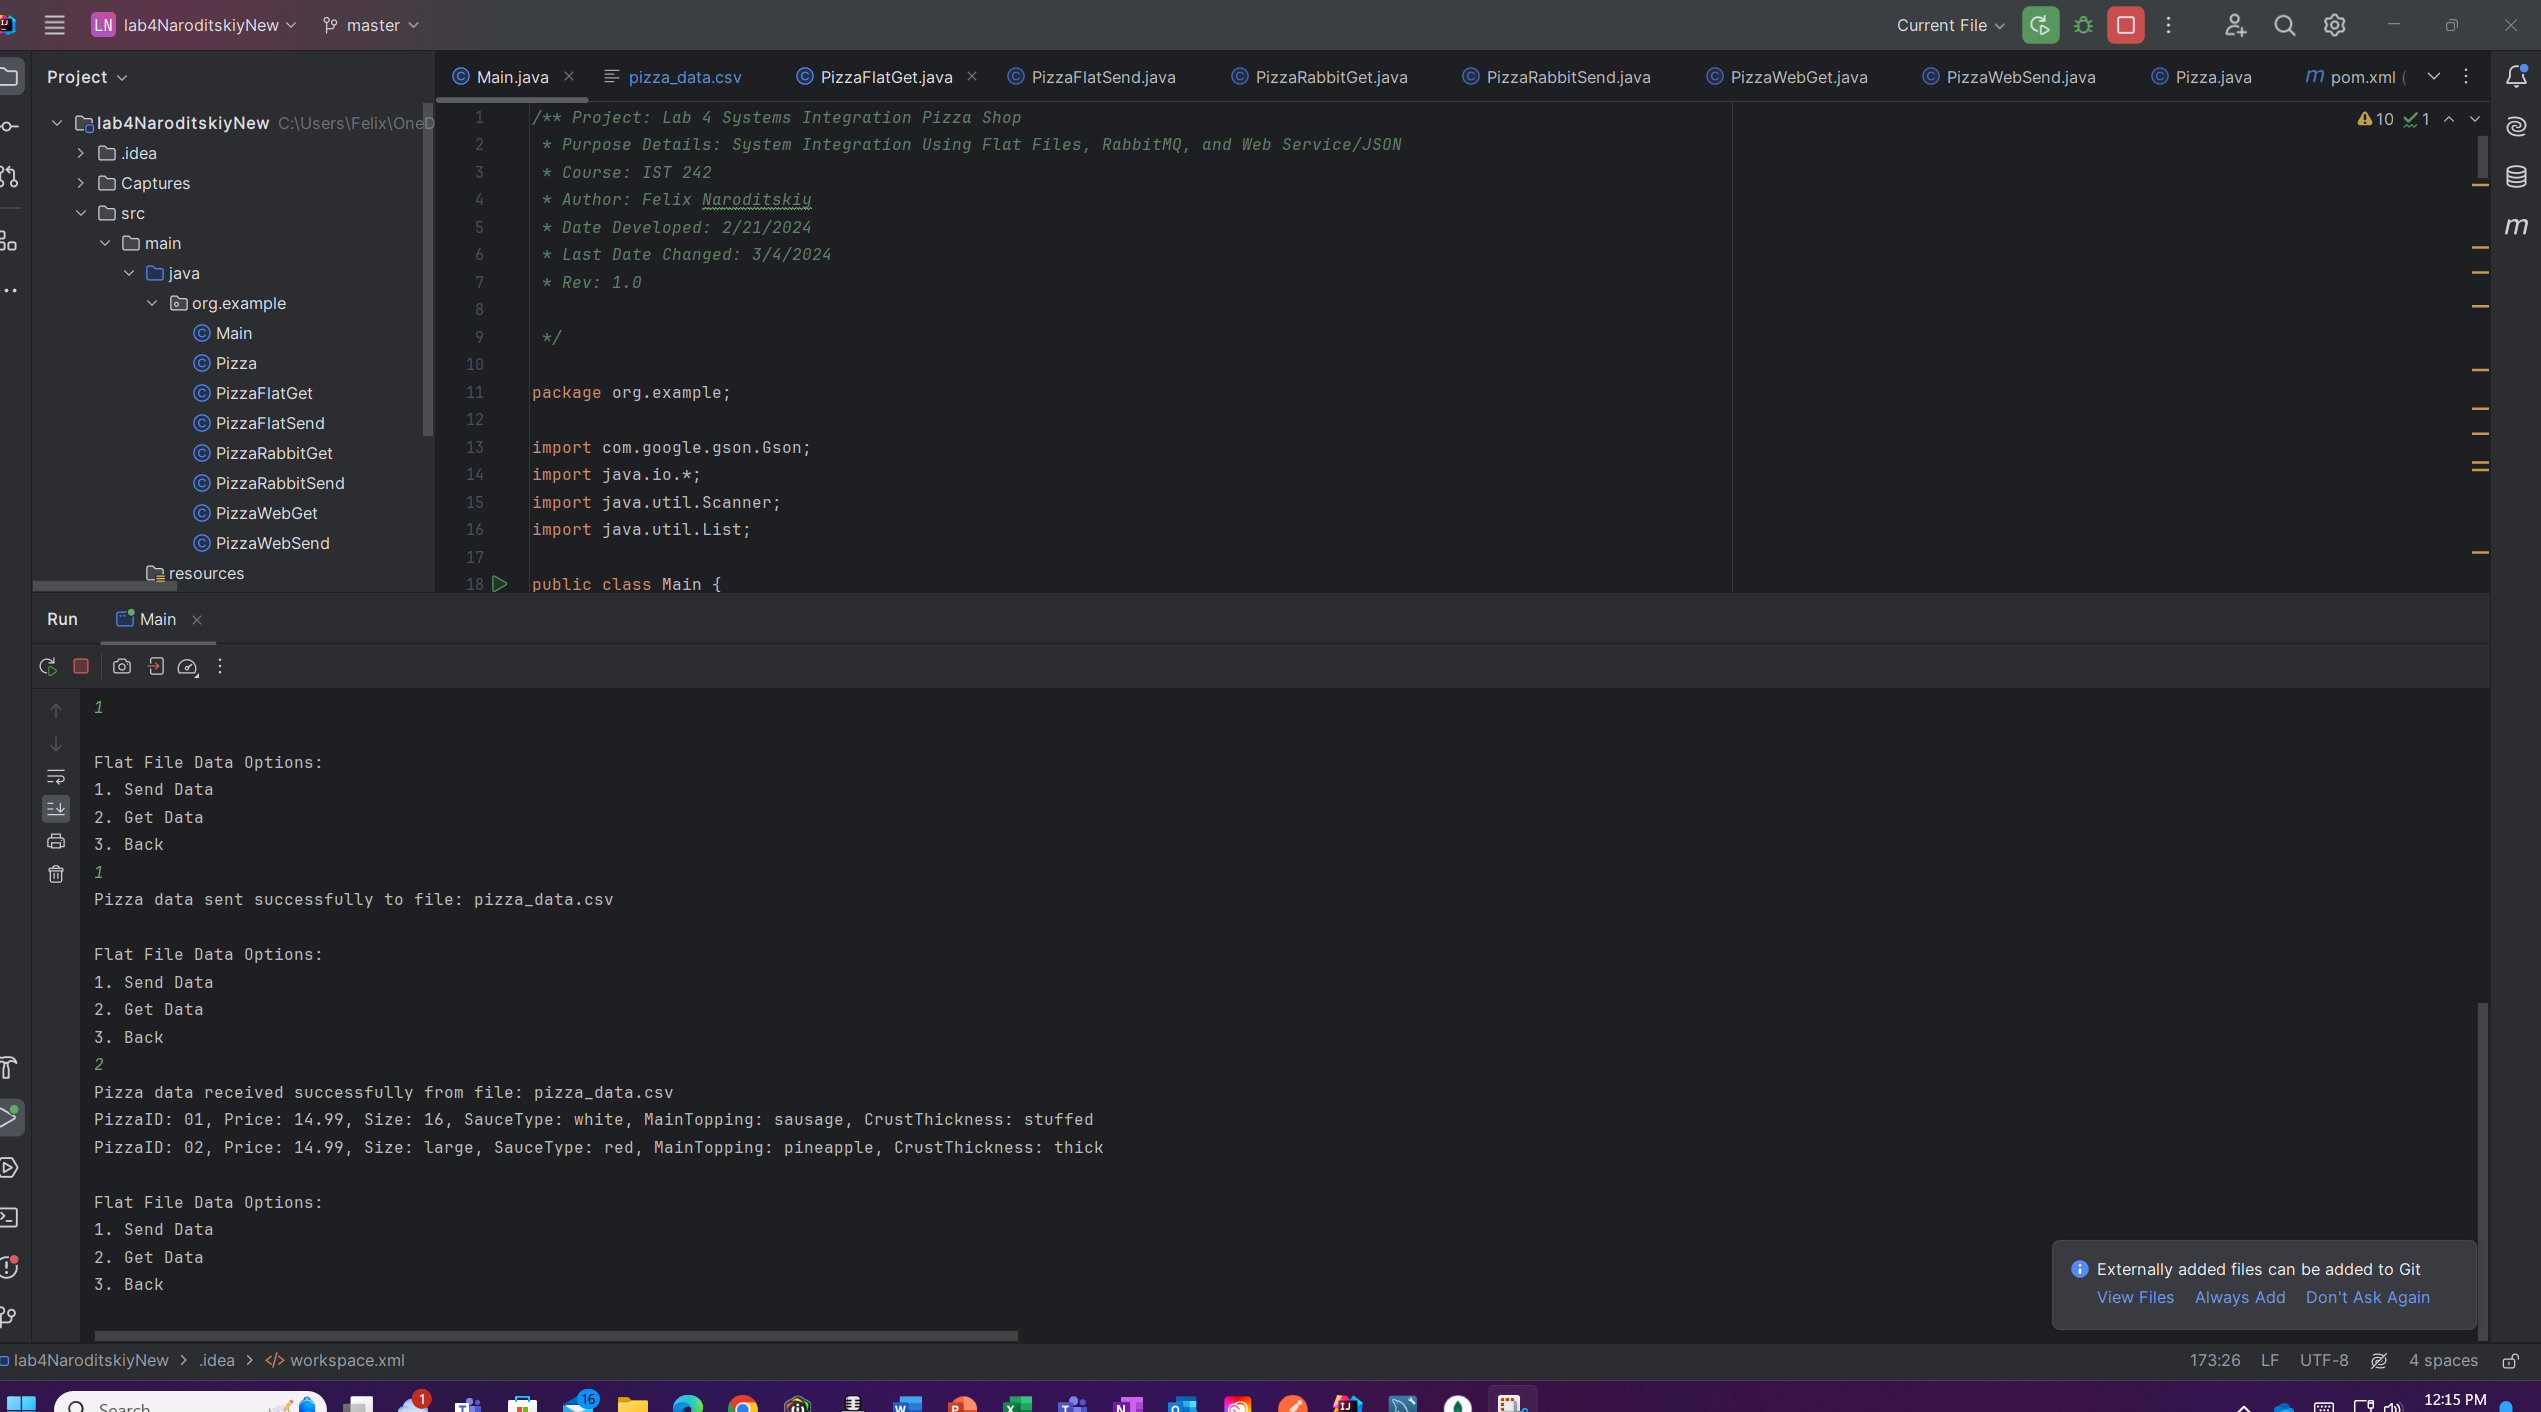 LN lab4NaroditskiyNew master Current File
Project
Main.java pizza_data.csv PizzaFlatGet.java PizzaFlatSend.java PizzaRabbitGet.java PizzaRabbitSend.java PizzaWebGet.java PizzaWebSend.java Pizza.java m pom.xml (
lab4NaroditskiyNew C:\Users\Felix\OneD
.idea
Captures
src
main
java
org.example
Main
Pizza
PizzaFlatGet
PizzaFlatSend
PizzaRabbitGet
PizzaRabbitSend
PizzaWebGet
PizzaWebSend
resources
10 1
1 /** Project: Lab 4 Systems Integration Pizza Shop
2 * Purpose Details: System Integration Using Flat Files, RabbitMQ, and Web Service/JSON
3 * Course: IST 242
4 * Author: Felix Naroditskiy
5 * Date Developed: 2/21/2024
6 * Last Date Changed: 3/4/2024
7 * Rev: 1.0
8
9 */
10
11 package org.example;
12
13 import com.google.gson.Gson;
14 import java.io.*;
15 import java.util.Scanner;
16 import java.util.List;
17
18 public class Main {
m
Run Main
1
Flat File Data Options:
1. Send Data
2. Get Data
3. Back
1
Pizza data sent successfully to file: pizza_data.csv
Flat File Data Options:
1. Send Data
2. Get Data
3. Back
2
Pizza data received successfully from file: pizza_data.csv
PizzaID: 01, Price: 14.99, Size: 16, SauceType: white, MainTopping: sausage, CrustThickness: stuffed
PizzaID: 02, Price: 14.99, Size: large, SauceType: red, MainTopping: pineapple, CrustThickness: thick
Flat File Data Options:
1. Send Data
2. Get Data
3. Back
Externally added files can be added to Git
View Files Always Add Don't Ask Again
lab4NaroditskiyNew > .idea > </> workspace.xml 173:26 LF UTF-8 4 spaces
Search 1 16 12:15 PM